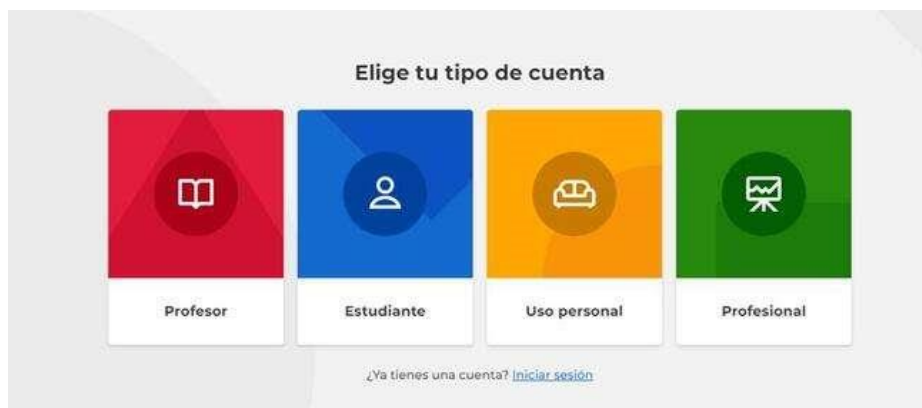 Elige tu tipo de cuenta
Profesor
Estudiante
Uso personal
Profesional
¿Ya tienes una cuenta? Iniciar sesión